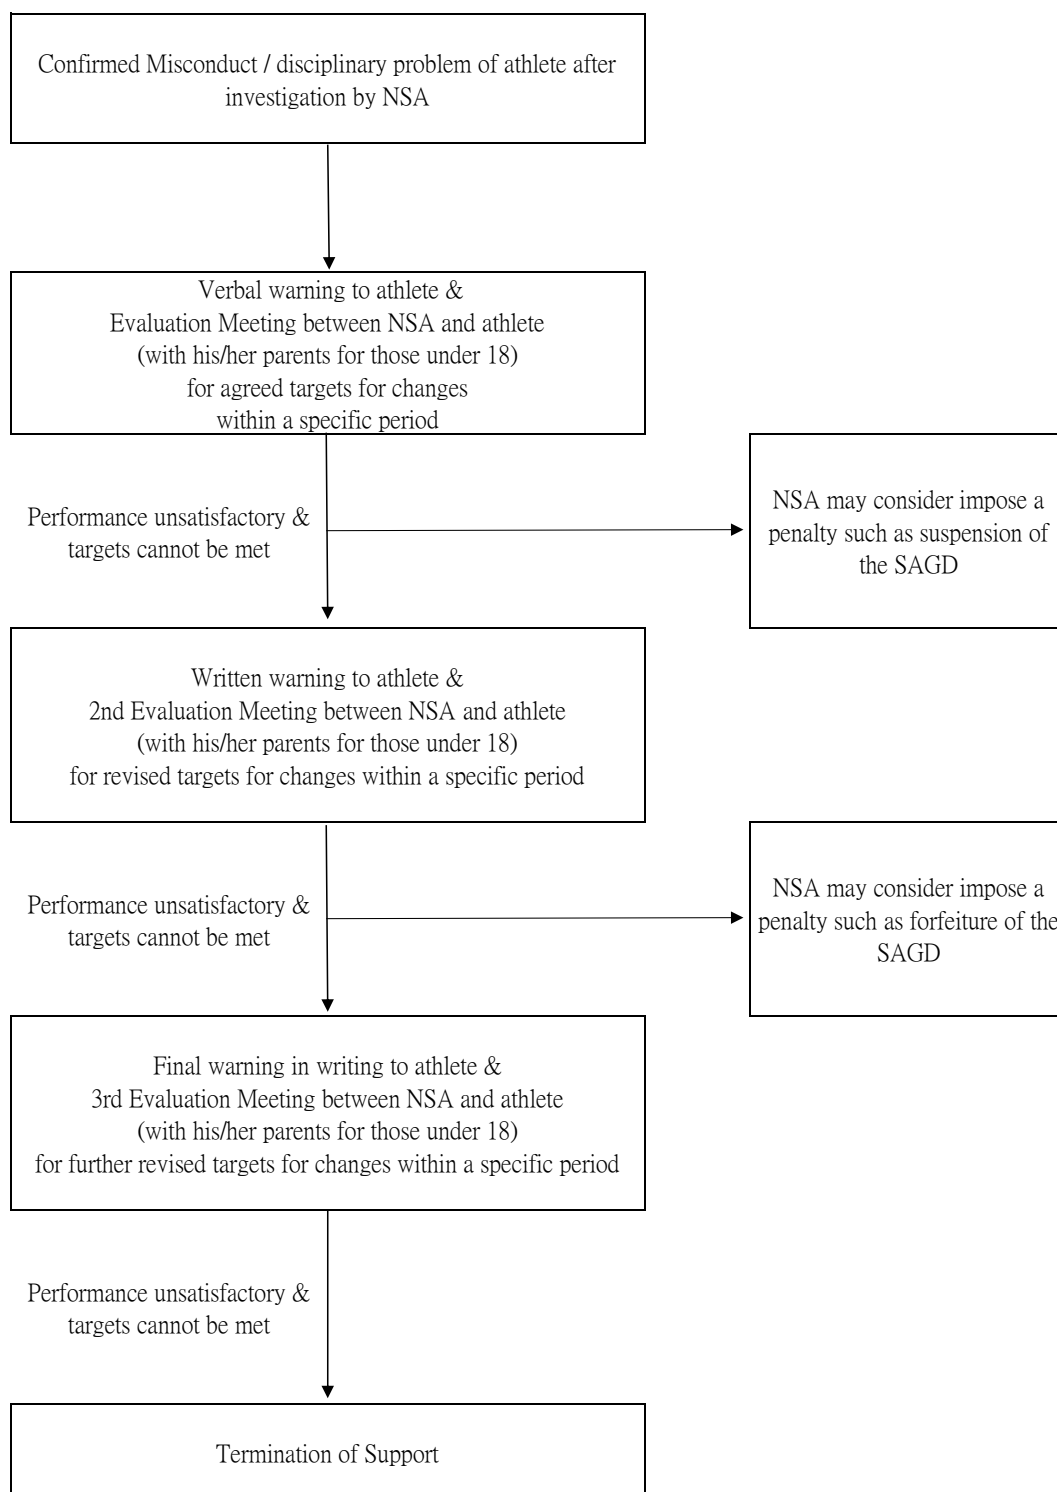 Confirmed Misconduct / disciplinary problem of athlete after
investigation by NSA
Verbal warning to athlete &
Evaluation Meeting between NSA and athlete
(with his/her parents for those under 18)
for agreed targets for changes
within a specific period
Performance unsatisfactory &
targets cannot be met
NSA may consider impose a
penalty such as suspension of
the SAGD
Written warning to athlete &
2nd Evaluation Meeting between NSA and athlete
(with his/her parents for those under 18)
for revised targets for changes within a specific period
Performance unsatisfactory &
targets cannot be met
NSA may consider impose a
penalty such as forfeiture of the
SAGD
Final warning in writing to athlete &
3rd Evaluation Meeting between NSA and athlete
(with his/her parents for those under 18)
for further revised targets for changes within a specific period
Performance unsatisfactory &
targets cannot be met
Termination of Support